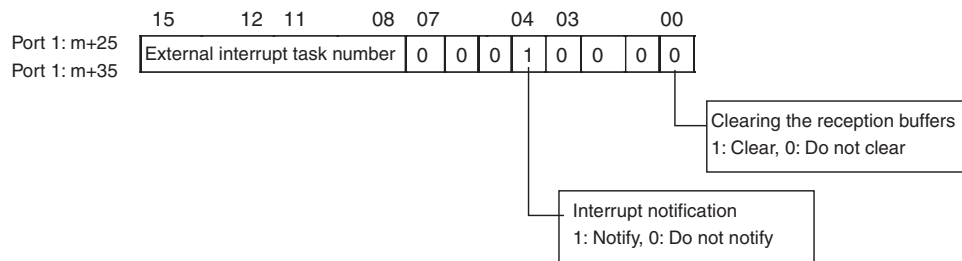 15 12 11 08 07 04 03 00
Port 1: m+25
Port 1: m+35
External interrupt task number 0 0 0 1 0 0 0 0
Clearing the reception buffers
1: Clear, 0: Do not clear
Interrupt notification
1: Notify, 0: Do not notify